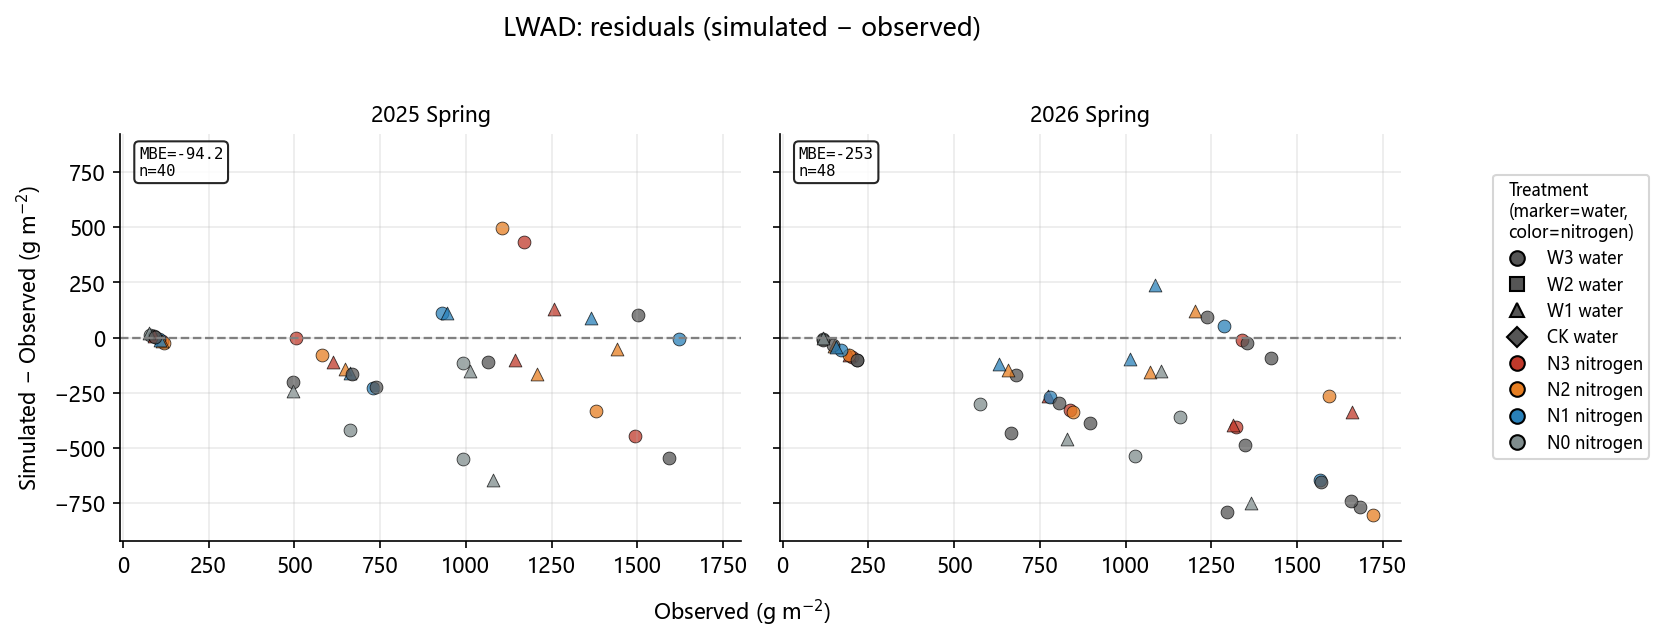 LWAD: residuals (simulated − observed)
2025 Spring
2026 Spring
MBE=-94.2
n=40
MBE=-253
n=48
Simulated − Observed (g m⁻²)
750
500
250
0
−250
−500
−750
0 250 500 750 1000 1250 1500 1750
0 250 500 750 1000 1250 1500 1750
Observed (g m⁻²)
Treatment
(marker=water,
color=nitrogen)
W3 water
W2 water
W1 water
CK water
N3 nitrogen
N2 nitrogen
N1 nitrogen
N0 nitrogen